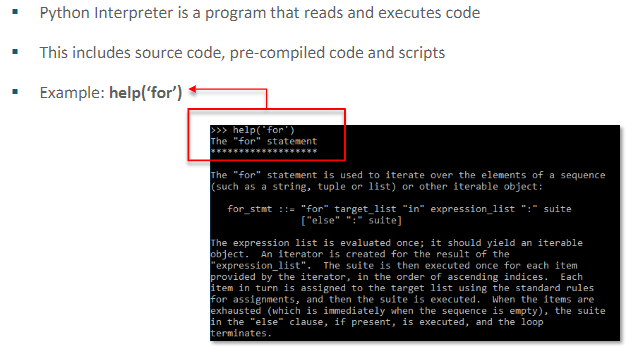 ▪ Python Interpreter is a program that reads and executes code
▪ This includes source code, pre-compiled code and scripts
▪ Example: help(‘for’)
>>> help('for')
The "for" statement
*******************
The "for" statement is used to iterate over the elements of a sequence
(such as a string, tuple or list) or other iterable object:
for_stmt ::= "for" target_list "in" expression_list ":" suite
["else" ":" suite]
The expression list is evaluated once; it should yield an iterable
object.  An iterator is created for the result of the
"expression_list".  The suite is then executed once for each item
provided by the iterator, in the order of ascending indices.  Each
item in turn is assigned to the target list using the standard rules
for assignments, and then the suite is executed.  When the items are
exhausted (which is immediately when the sequence is empty), the suite
in the "else" clause, if present, is executed, and the loop
terminates.